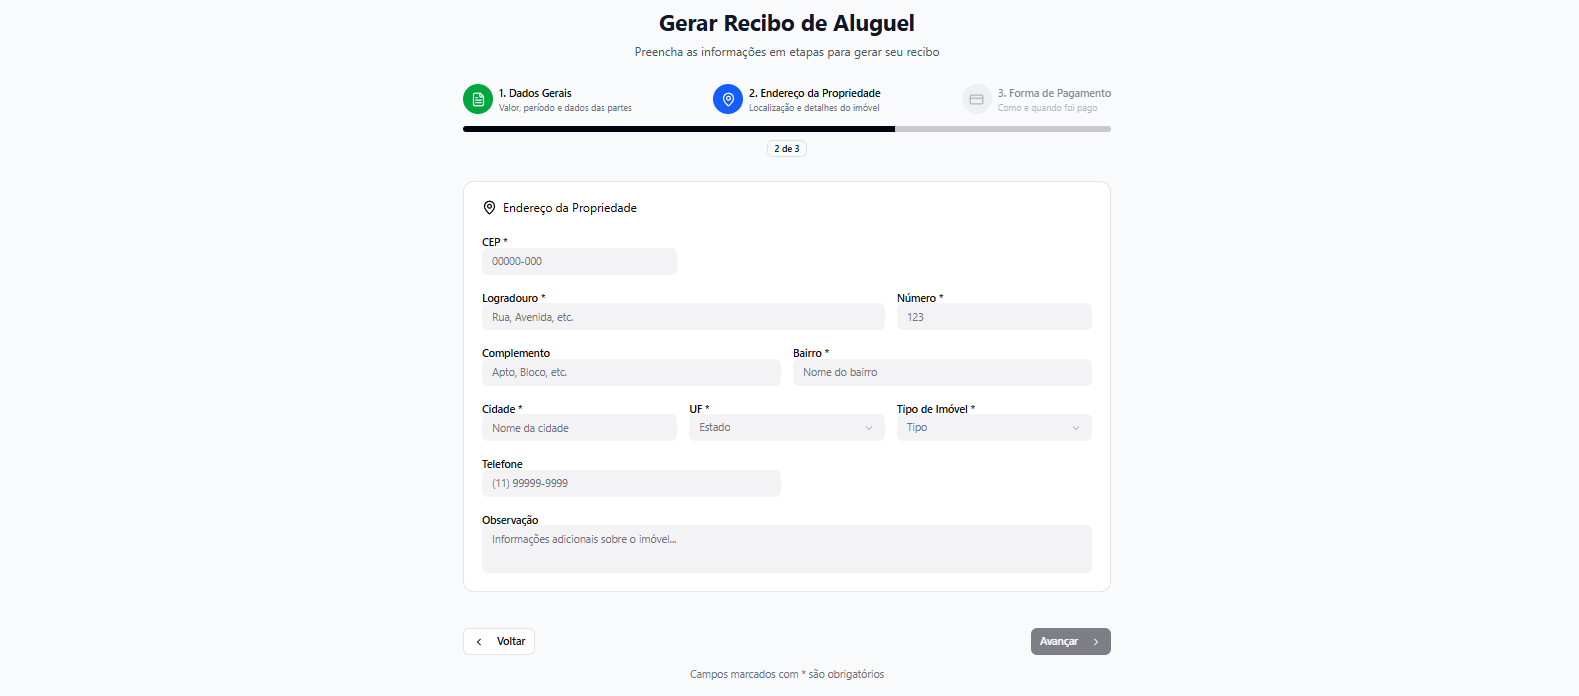 Gerar Recibo de Aluguel
Preencha as informações em etapas para gerar seu recibo
1. Dados Gerais
Valor, período e dados das partes
2. Endereço da Propriedade
Localização e detalhes do imóvel
3. Forma de Pagamento
Como e quando foi pago
2 de 3
Endereço da Propriedade
CEP *
00000-000
Logradouro *
Rua, Avenida, etc.
Número *
123
Complemento
Apto, Bloco, etc.
Bairro *
Nome do bairro
Cidade *
Nome da cidade
UF *
Estado
Tipo de Imóvel *
Tipo
Telefone
(11) 99999-9999
Observação
Informações adicionais sobre o imóvel...
Voltar
Avançar
Campos marcados com * são obrigatórios